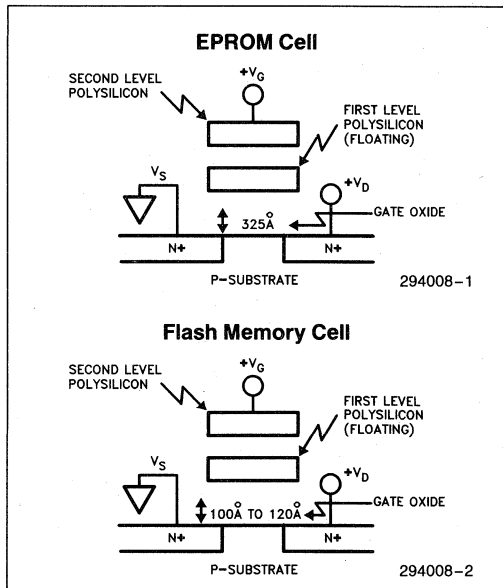 EPROM Cell
SECOND LEVEL
POLYSILICON
+VG
FIRST LEVEL
POLYSILICON
(FLOATING)
VS
+VD
325Å
GATE OXIDE
N+
N+
P-SUBSTRATE
294008-1
Flash Memory Cell
SECOND LEVEL
POLYSILICON
+VG
FIRST LEVEL
POLYSILICON
(FLOATING)
VS
+VD
100Å TO 120Å
GATE OXIDE
N+
N+
P-SUBSTRATE
294008-2